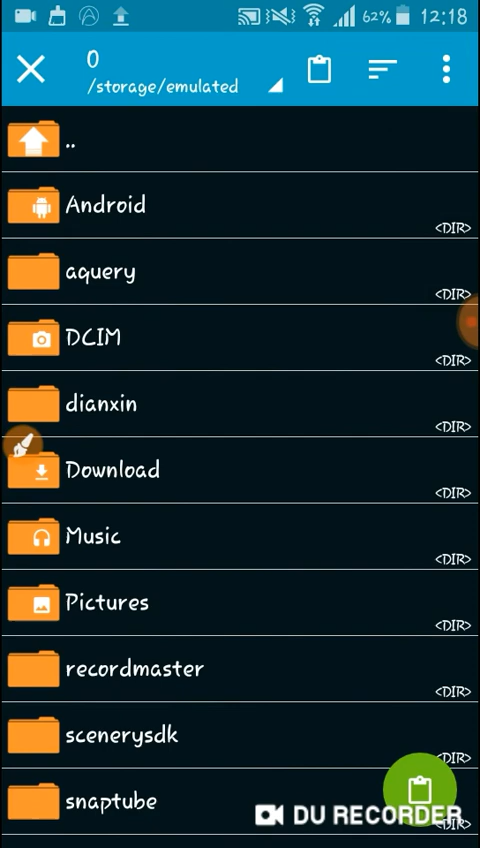 62% 12:18
0
/storage/emulated
..
Android
<DIR>
aquery
<DIR>
DCIM
<DIR>
dianxin
<DIR>
Download
<DIR>
Music
<DIR>
Pictures
<DIR>
recordmaster
<DIR>
scenerysdk
<DIR>
snaptube
DU RECORDER
<DIR>